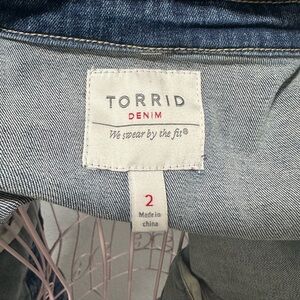 TORRID
DENIM
We swear by the fit®
2
Made in
china